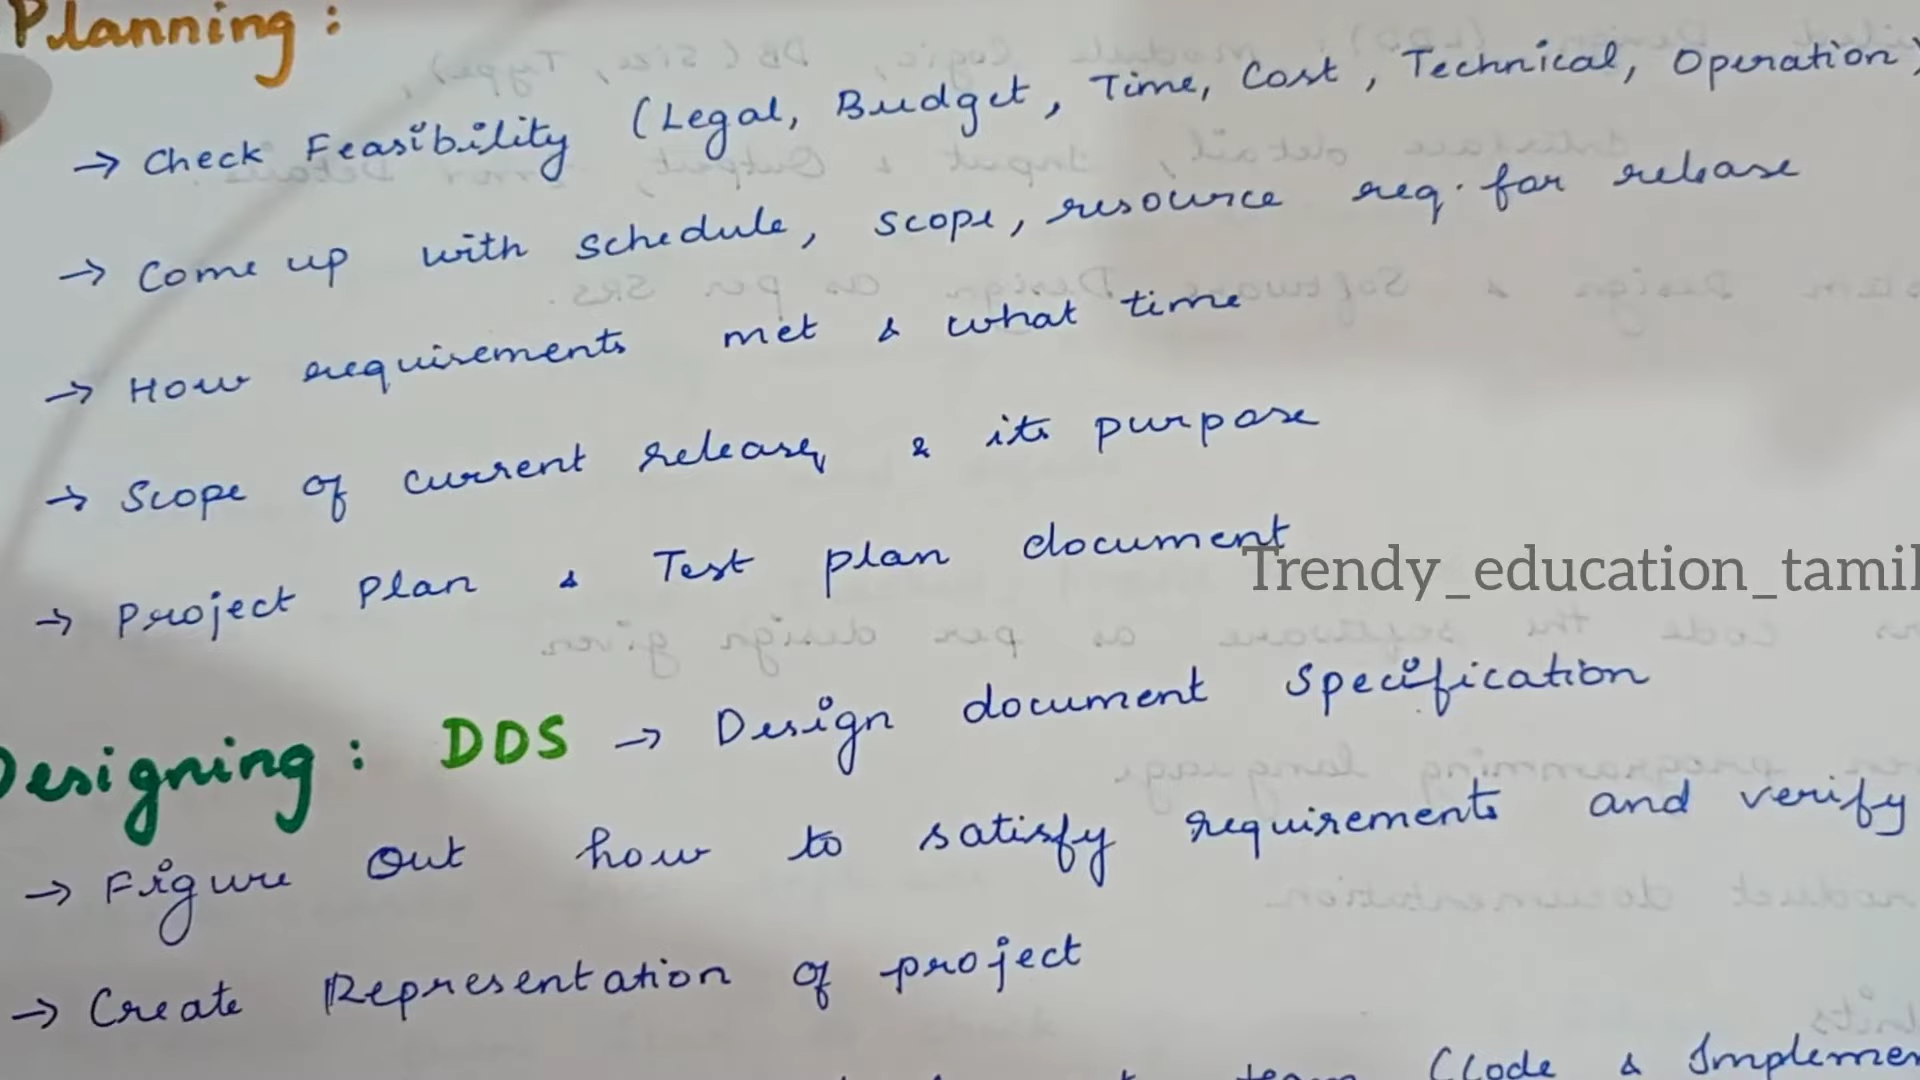 Planning:
→ Check Feasibility (Legal, Budget, Time, Cost, Technical, Operation)
→ Come up with schedule, scope, resource req. for release
→ How requirements met & what time
→ Scope of current release, & its purpose
→ Project Plan & Test plan document
Trendy_education_tamil
Designing: DDS → Design document Specification
→ Figure Out how to satisfy requirements and verify
→ Create Representation of project
team (Code & Implemen